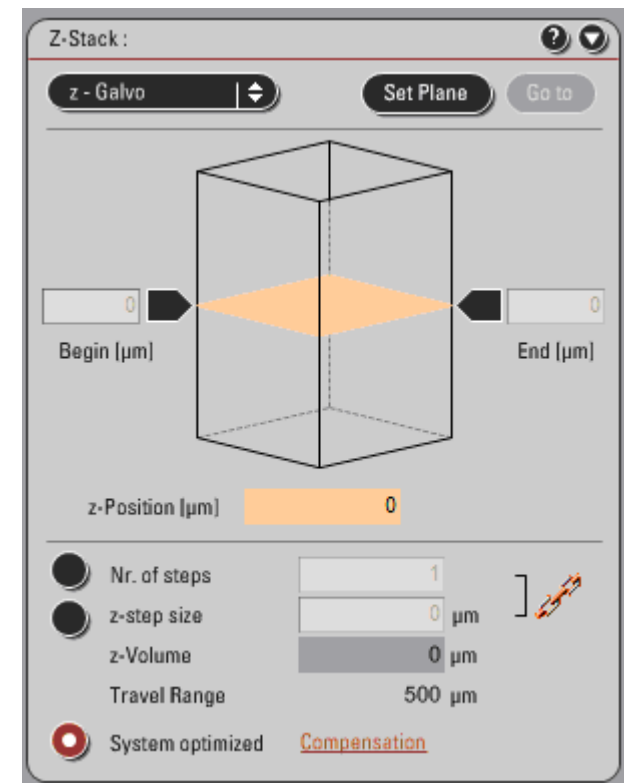 Z-Stack :
?
z - Galvo
Set Plane
Go to
0
0
Begin [µm]
End [µm]
z-Position [µm]
0
Nr. of steps
1
z-step size
0 µm
z-Volume
0 µm
Travel Range
500 µm
System optimized
Compensation